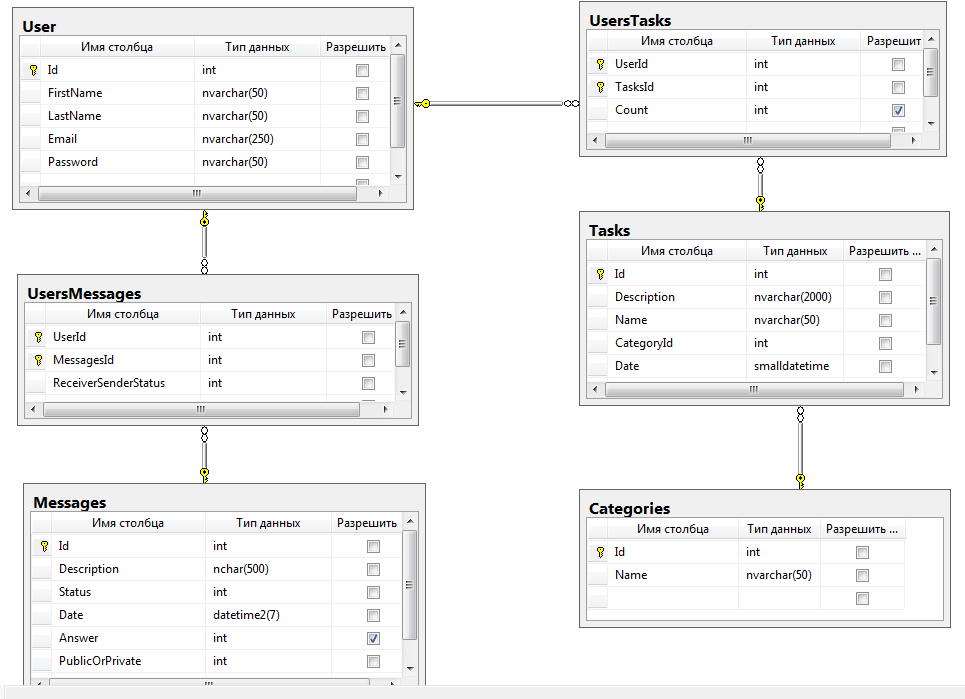 User
Имя столбца Тип данных Разрешить
Id int
FirstName nvarchar(50)
LastName nvarchar(50)
Email nvarchar(250)
Password nvarchar(50)
UsersTasks
Имя столбца Тип данных Разрешит
UserId int
TasksId int
Count int
UsersMessages
Имя столбца Тип данных Разрешить
UserId int
MessagesId int
ReceiverSenderStatus int
Tasks
Имя столбца Тип данных Разрешить ...
Id int
Description nvarchar(2000)
Name nvarchar(50)
CategoryId int
Date smalldatetime
Messages
Имя столбца Тип данных Разрешить
Id int
Description nchar(500)
Status int
Date datetime2(7)
Answer int
PublicOrPrivate int
Categories
Имя столбца Тип данных Разрешить ...
Id int
Name nvarchar(50)